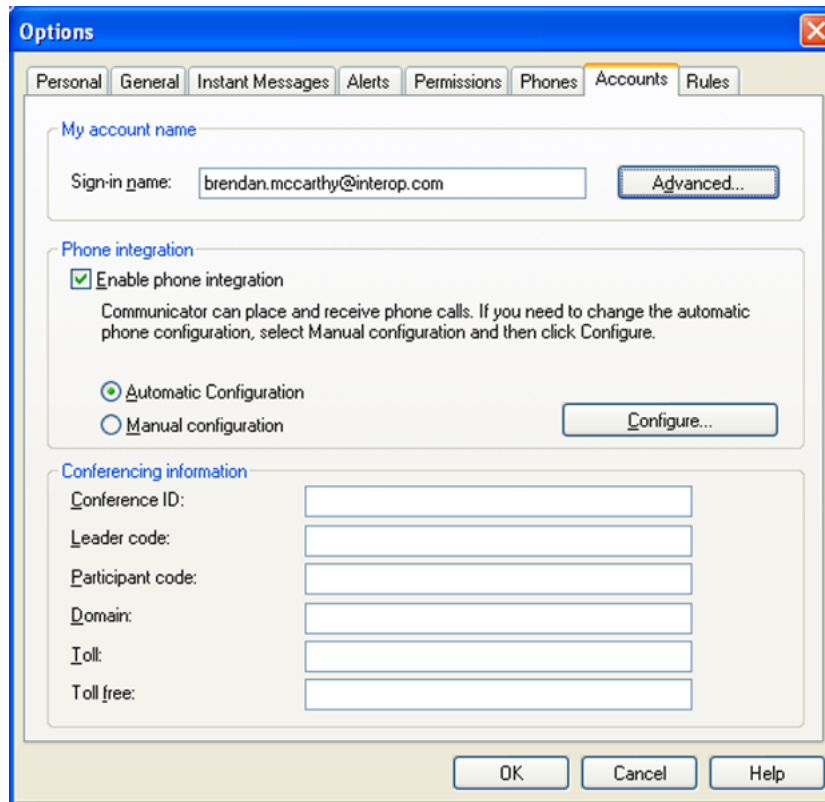 Options
Personal General Instant Messages Alerts Permissions Phones Accounts Rules
My account name
Sign-in name: brendan.mccarthy@interop.com Advanced...
Phone integration
Enable phone integration
Communicator can place and receive phone calls. If you need to change the automatic
phone configuration, select Manual configuration and then click Configure.
Automatic Configuration
Manual configuration Configure...
Conferencing information
Conference ID:
Leader code:
Participant code:
Domain:
Toll:
Toll free:
OK Cancel Help